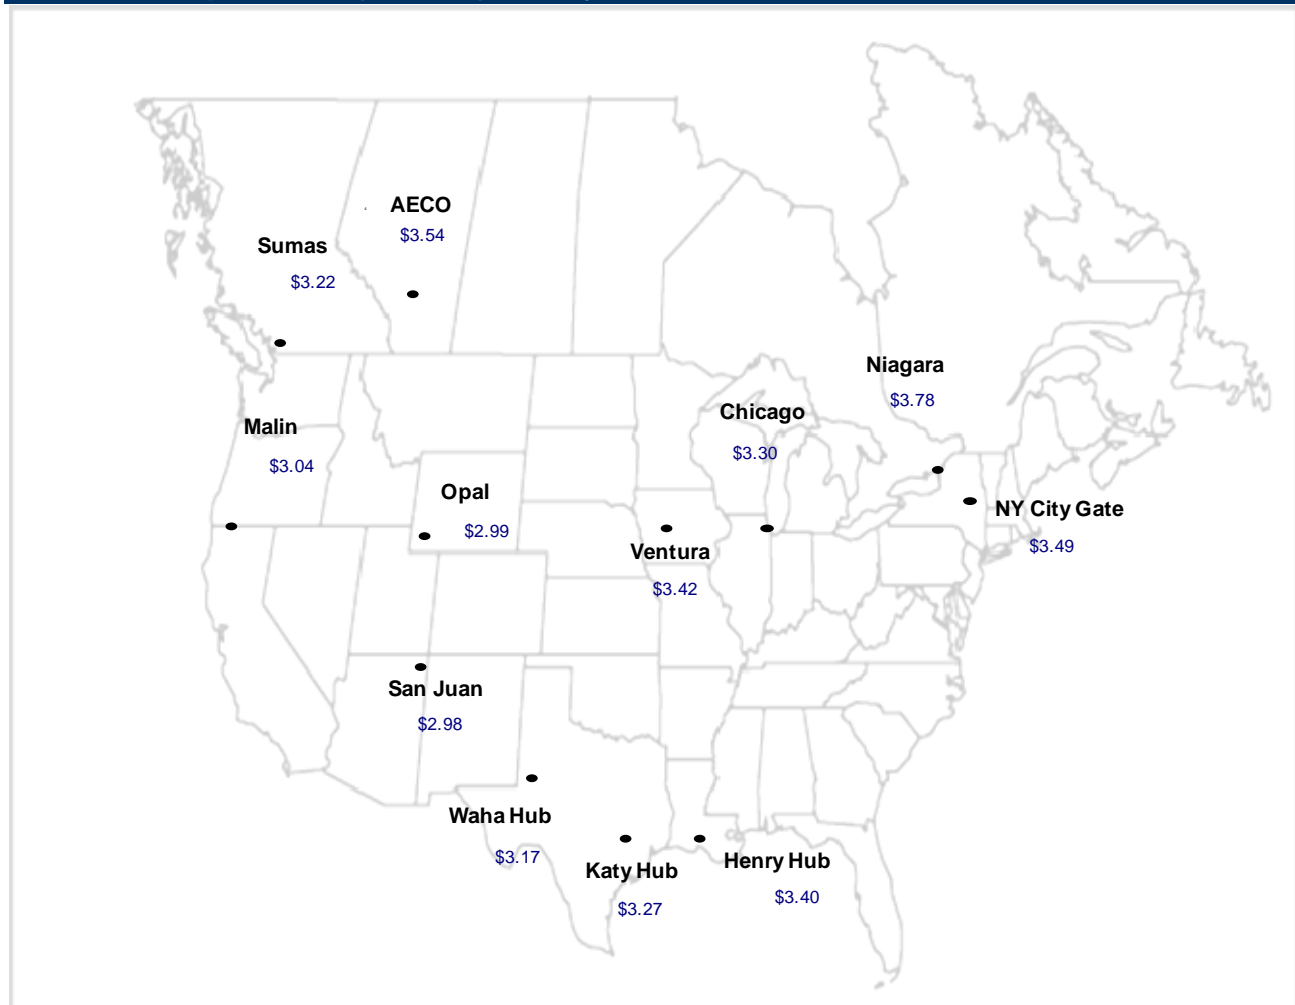 AECO
$3.54
Sumas
$3.22
Niagara
$3.78
Chicago
$3.30
Malin
$3.04
Opal
$2.99
NY City Gate
$3.49
Ventura
$3.42
San Juan
$2.98
Waha Hub
$3.17
Katy Hub
$3.27
Henry Hub
$3.40